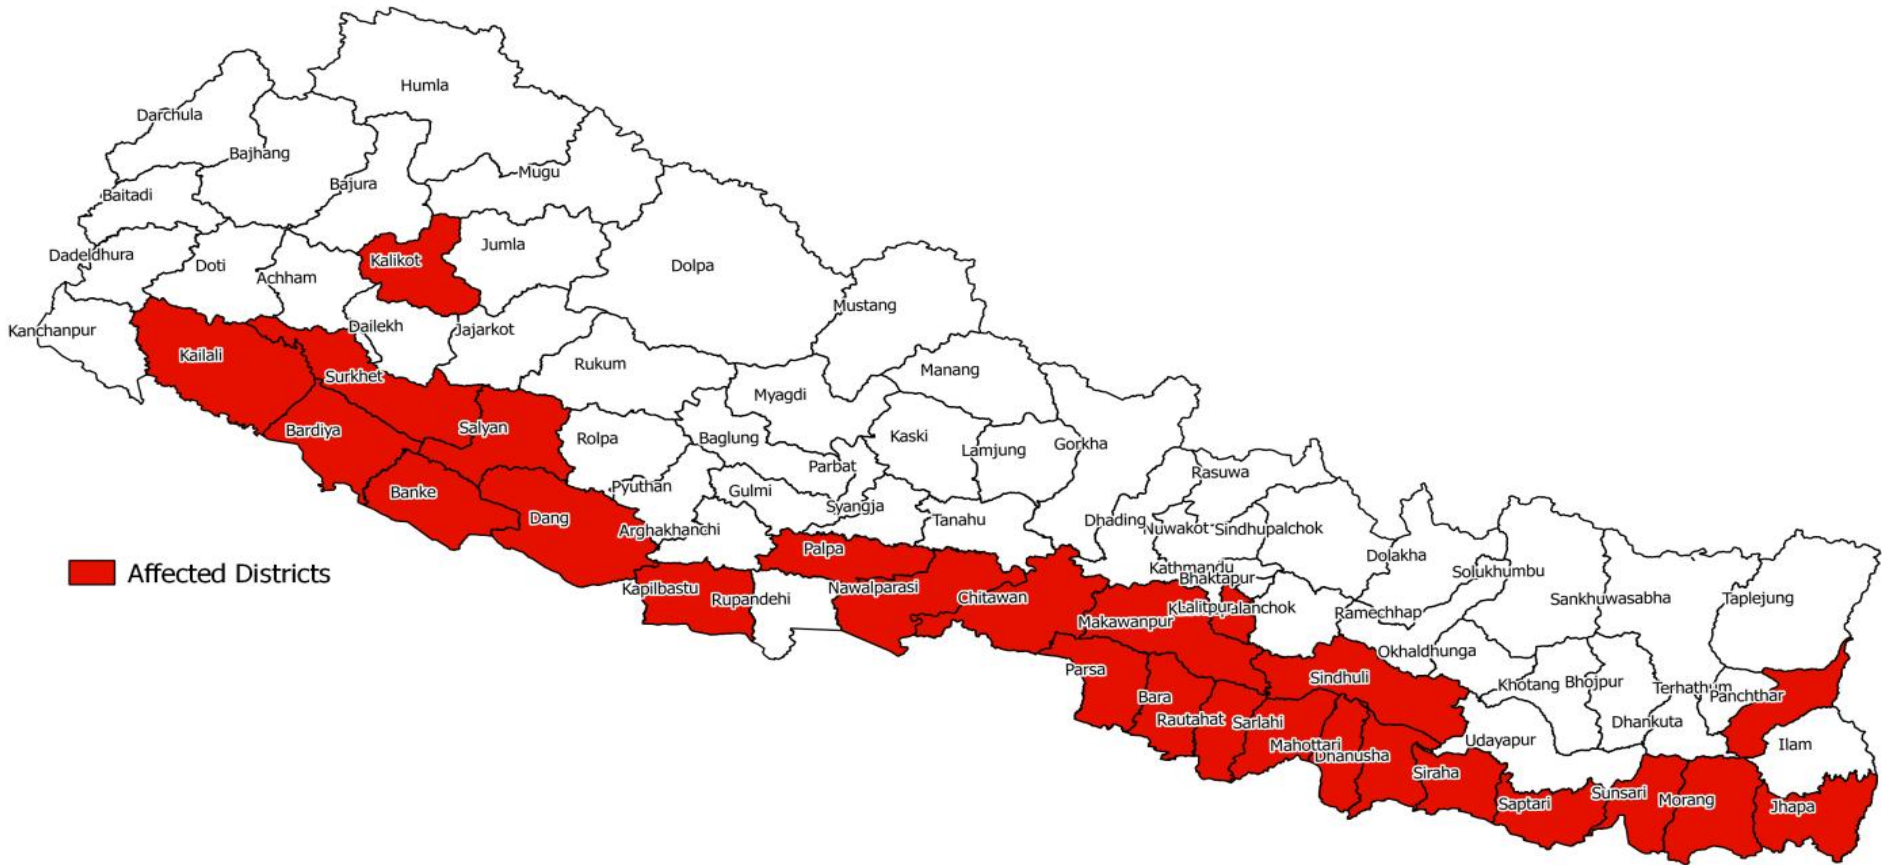 Humla
Darchula
Bajhang
Mugu
Bajura
Baitadi
Jumla
Dadeldhura
Kalikot
Doti
Dolpa
Achham
Mustang
Kanchanpur
Dailekh
Jajarkot
Kailali
Rukum
Manang
Surkhet
Myagdi
Salyan
Bardiya
Rolpa
Baglung
Kaski
Gorkha
Lamjung
Parbat
Rasuwa
Pyuthan
Banke
Gulmi
Syangja
Dang
Tanahu
Dhading
Nuwakot
Sindhupalchok
Arghakhanchi
Palpa
Dolakha
Kathmandu
Solukhumbu
Affected Districts
Bhaktapur
Kapilbastu
Nawalparasi
Rupandehi
Chitawan
Sankhuwasabha
Taplejung
Lalitpur
Ramechhap
Makawanpur
Okhaldhunga
Parsa
Sindhuli
Khotang
Bhojpur
Terhathum
Panchthar
Bara
Rautahat
Sarlahi
Dhankuta
Udayapur
Mahottari
Ilam
Dhanusha
Siraha
Sunsari
Morang
Saptari
Jhapa